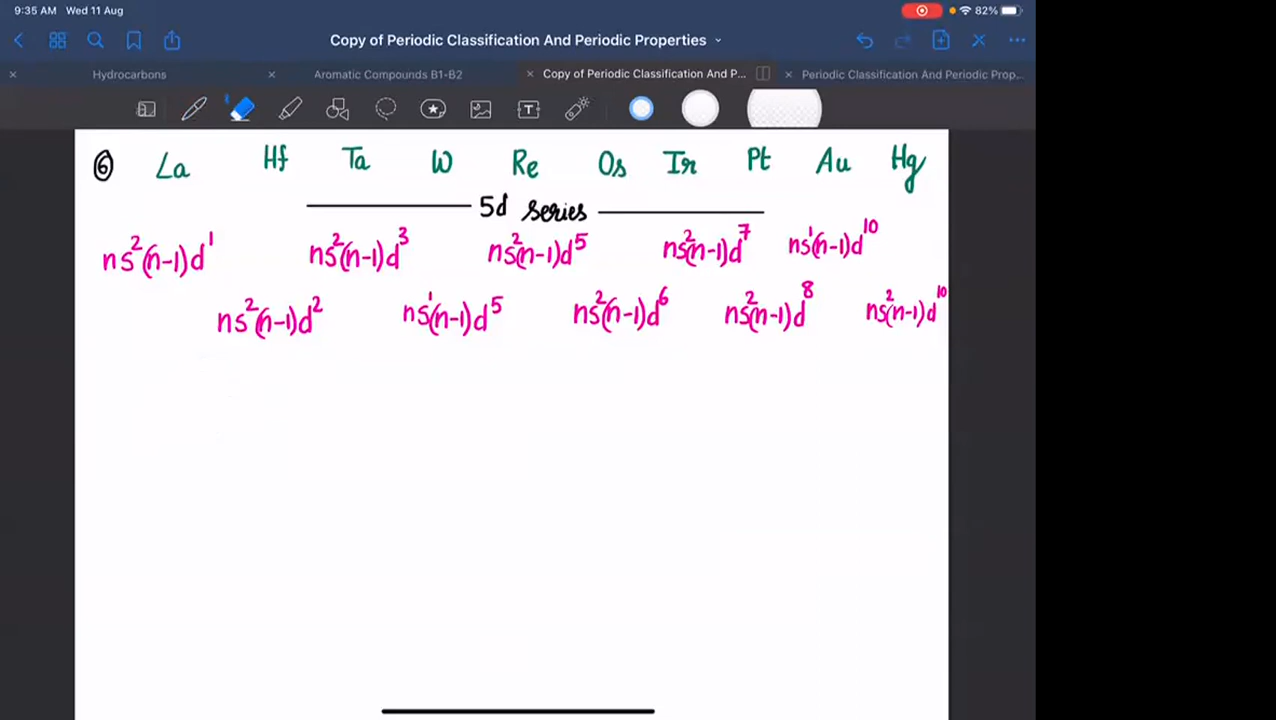 9:35 AM Wed 11 Aug 82%
Copy of Periodic Classification And Periodic Properties
Hydrocarbons Aromatic Compounds B1-B2 Copy of Periodic Classification And P... Periodic Classification And Periodic Prop...
T
⑥ La Hf Ta W Re Os Ir Pt Au Hg
5d series
ns²(n-1)d¹ ns²(n-1)d³ ns²(n-1)d⁵ ns²(n-1)d⁷ ns¹(n-1)d¹⁰
ns²(n-1)d² ns¹(n-1)d⁵ ns²(n-1)d⁶ ns²(n-1)d⁸ ns²(n-1)d¹⁰